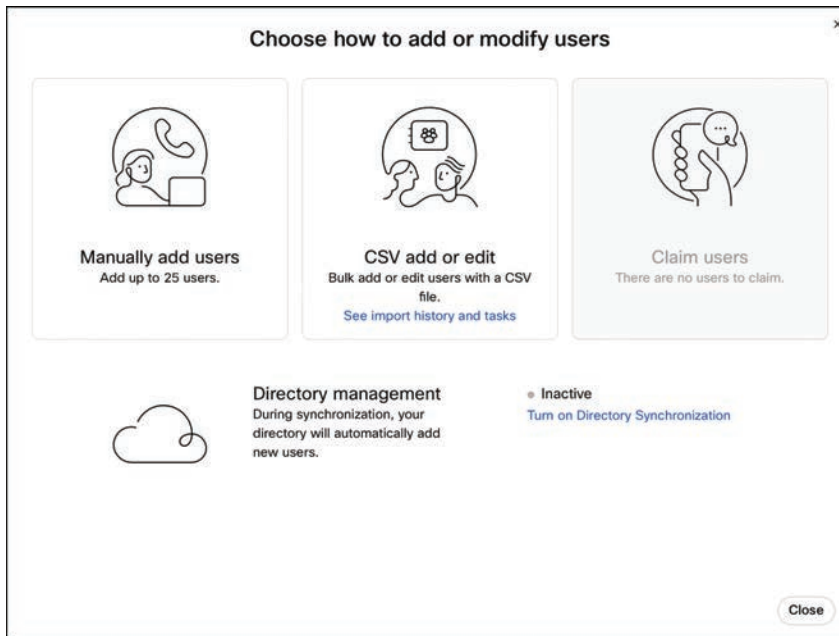 Choose how to add or modify users
×
Manually add users
Add up to 25 users.
CSV add or edit
Bulk add or edit users with a CSV
file.
See import history and tasks
Claim users
There are no users to claim.
Directory management
During synchronization, your
directory will automatically add
new users.
Inactive
Turn on Directory Synchronization
Close